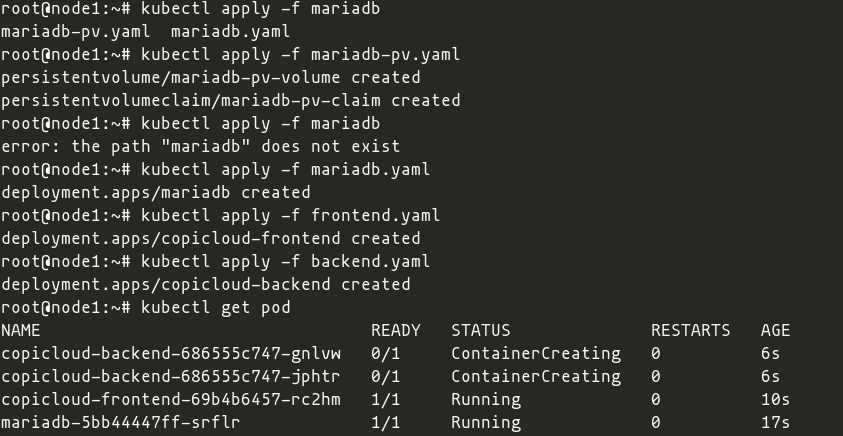 root@node1:~# kubectl apply -f mariadb
mariadb-pv.yaml  mariadb.yaml
root@node1:~# kubectl apply -f mariadb-pv.yaml
persistentvolume/mariadb-pv-volume created
persistentvolumeclaim/mariadb-pv-claim created
root@node1:~# kubectl apply -f mariadb
error: the path "mariadb" does not exist
root@node1:~# kubectl apply -f mariadb.yaml
deployment.apps/mariadb created
root@node1:~# kubectl apply -f frontend.yaml
deployment.apps/copicloud-frontend created
root@node1:~# kubectl apply -f backend.yaml
deployment.apps/copicloud-backend created
root@node1:~# kubectl get pod
NAME                                 READY   STATUS              RESTARTS   AGE
copicloud-backend-686555c747-gnlvw   0/1     ContainerCreating   0          6s
copicloud-backend-686555c747-jphtr   0/1     ContainerCreating   0          6s
copicloud-frontend-69b4b6457-rc2hm   1/1     Running             0          10s
mariadb-5bb44447ff-srflr             1/1     Running             0          17s